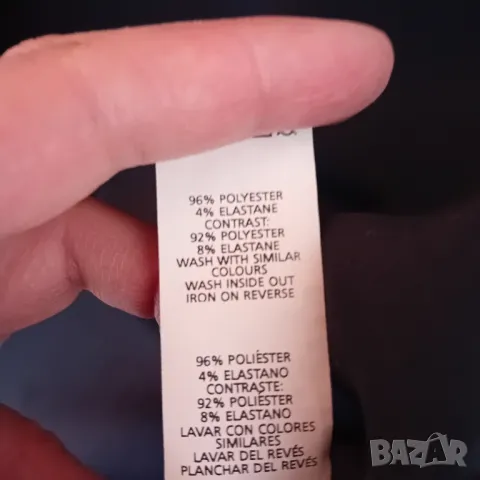 96% POLYESTER
4% ELASTANE
CONTRAST:
92% POLYESTER
8% ELASTANE
WASH WITH SIMILAR
COLOURS
WASH INSIDE OUT
IRON ON REVERSE
96% POLIÉSTER
4% ELASTANO
CONTRASTE:
92% POLIÉSTER
8% ELASTANO
LAVAR CON COLORES
SIMILARES
LAVAR DEL REVÉS
PLANCHAR DEL REVÉS
BAZAR